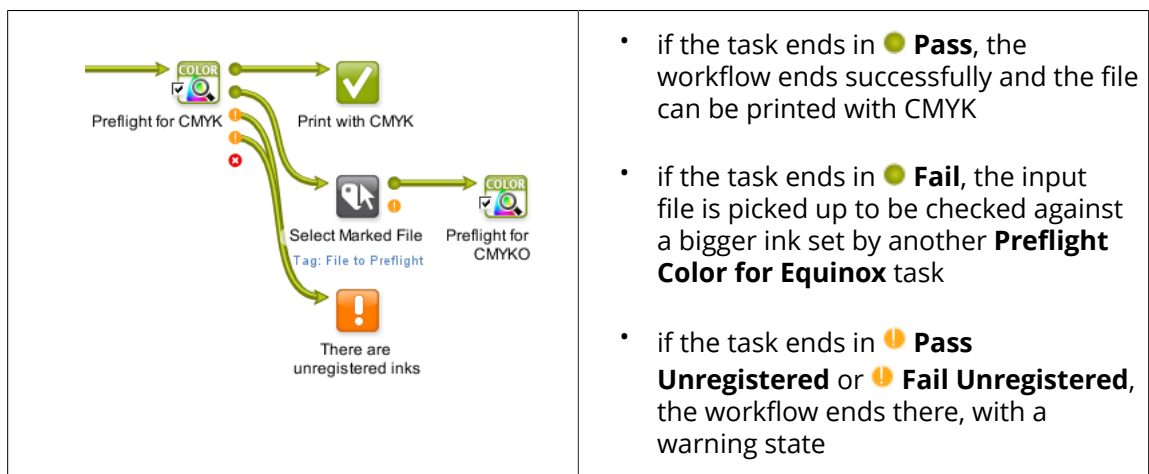 COLOR
Preflight for CMYK
Print with CMYK
COLOR
Select Marked File
Tag: File to Preflight
Preflight for
CMYKO
There are
unregistered inks
• if the task ends in Pass, the
workflow ends successfully and the file
can be printed with CMYK
• if the task ends in Fail, the input
file is picked up to be checked against
a bigger ink set by another Preflight
Color for Equinox task
• if the task ends in Pass
Unregistered or Fail Unregistered,
the workflow ends there, with a
warning state